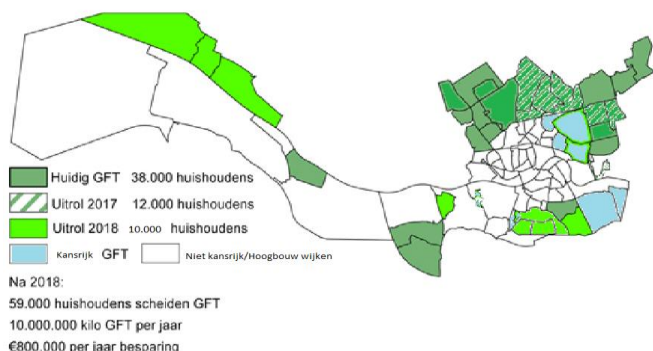 Huidig GFT 38.000 huishoudens
Uitrol 2017 12.000 huishoudens
Uitrol 2018 10.000 huishoudens
Kansrijk GFT Niet kansrijk/Hoogbouw wijken
Na 2018:
59.000 huishoudens scheiden GFT
10.000.000 kilo GFT per jaar
€800.000 per jaar besparing